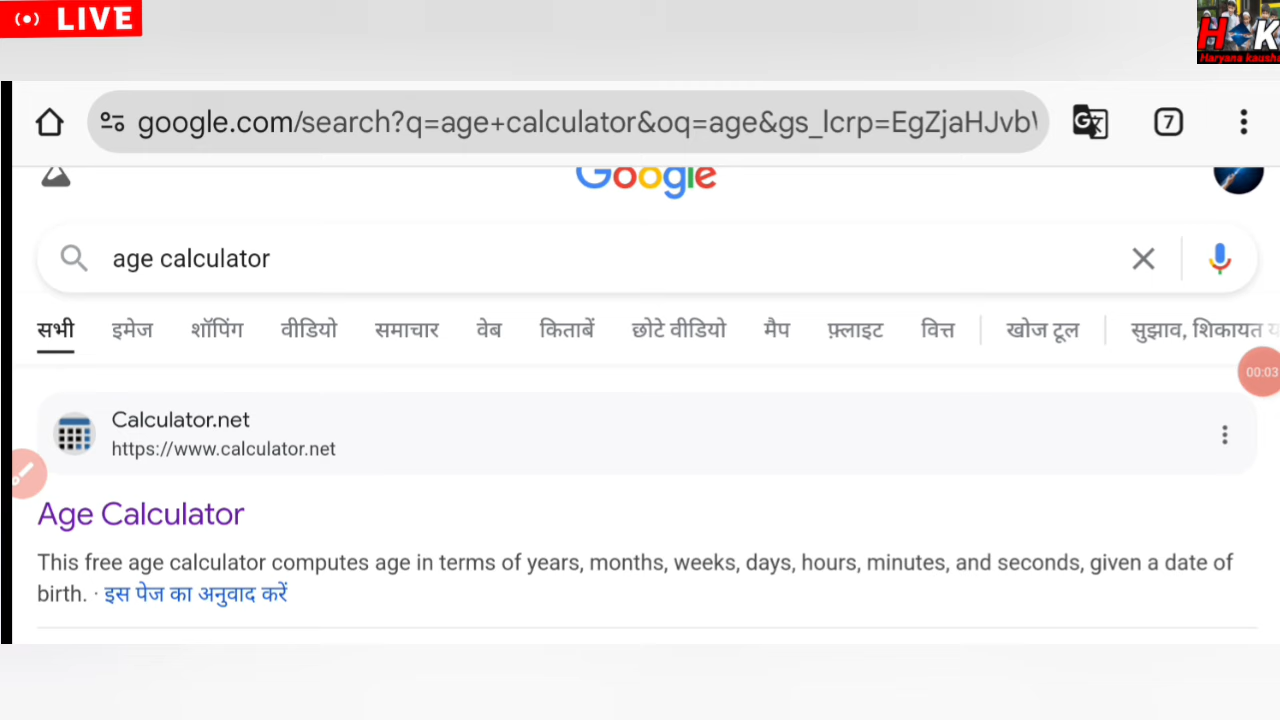 LIVE
H K
Haryana
google.com/search?q=age+calculator&oq=age&gs_lcrp=EgZjaHJvb
7
Google
age calculator
सभी इमेज शॉपिंग वीडियो समाचार वेब किताबें छोटे वीडियो मैप फ़्लाइट वित्त खोज टूल सुझाव, शिकायत
00:03
Calculator.net
https://www.calculator.net
Age Calculator
This free age calculator computes age in terms of years, months, weeks, days, hours, minutes, and seconds, given a date of
birth. · इस पेज का अनुवाद करें